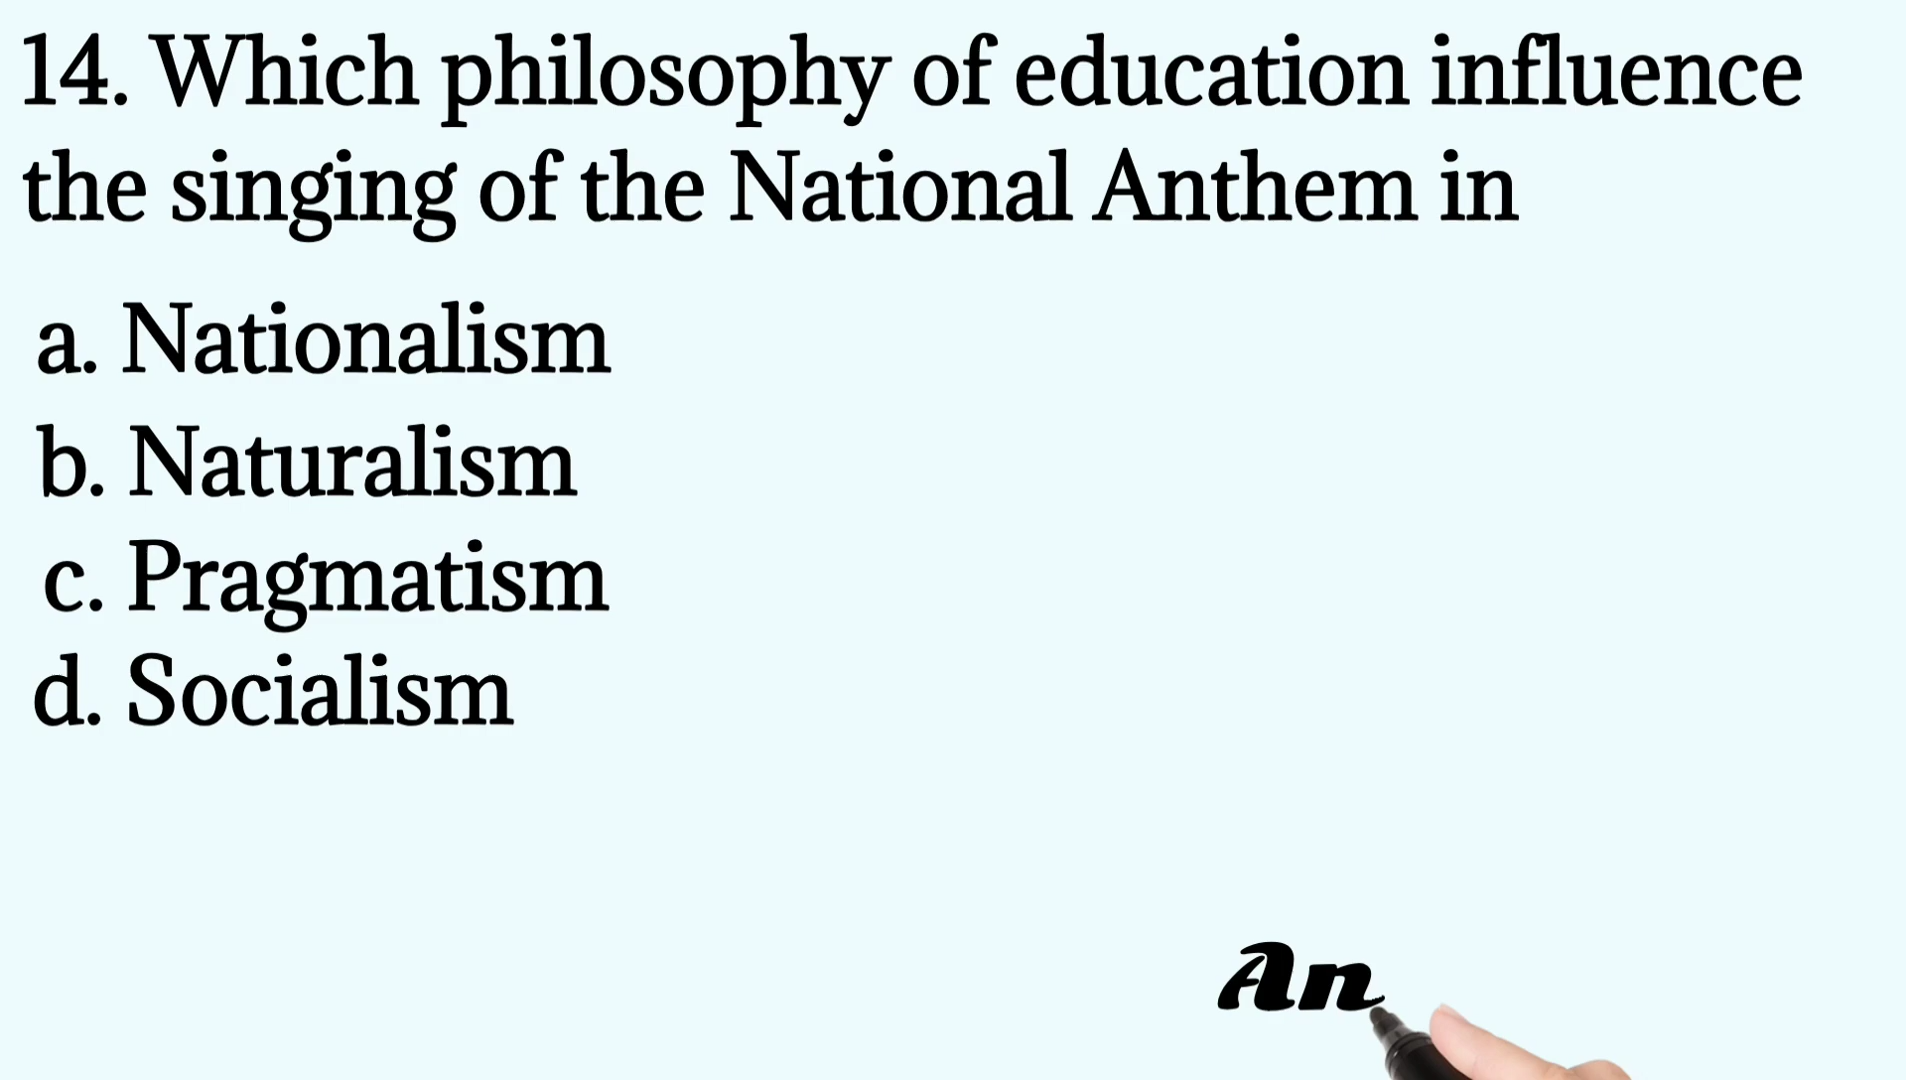 14. Which philosophy of education influence
the singing of the National Anthem in
a. Nationalism
b. Naturalism
c. Pragmatism
d. Socialism
An